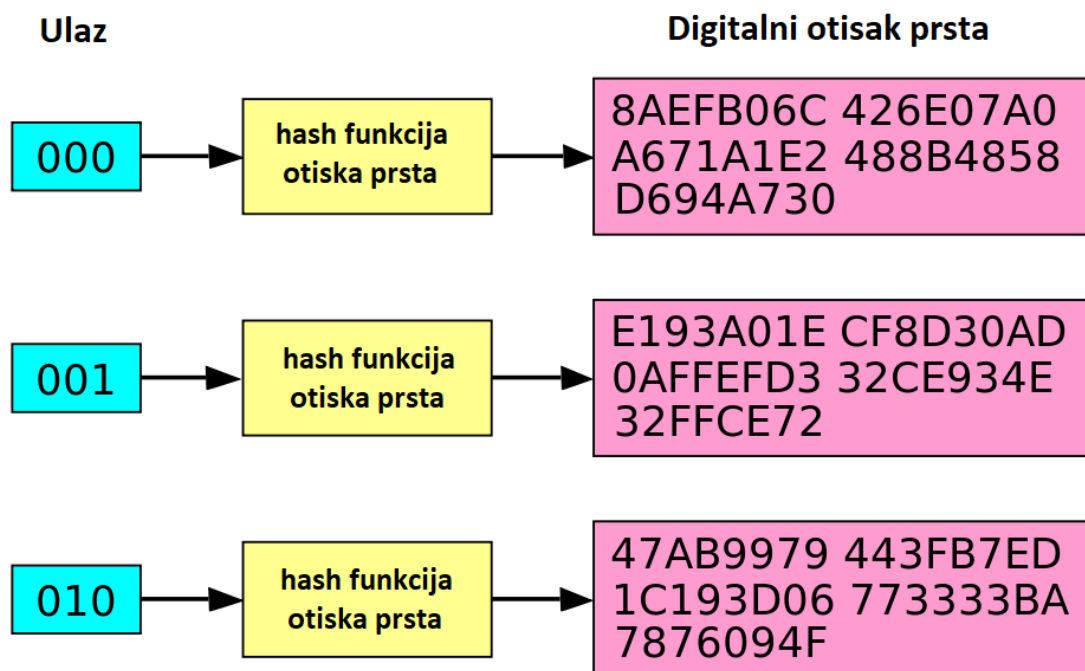 Ulaz
Digitalni otisak prsta
000
hash funkcija
otiska prsta
8AEFB06C 426E07A0
A671A1E2 488B4858
D694A730
001
hash funkcija
otiska prsta
E193A01E CF8D30AD
0AFFEFD3 32CE934E
32FFCE72
010
hash funkcija
otiska prsta
47AB9979 443FB7ED
1C193D06 773333BA
7876094F